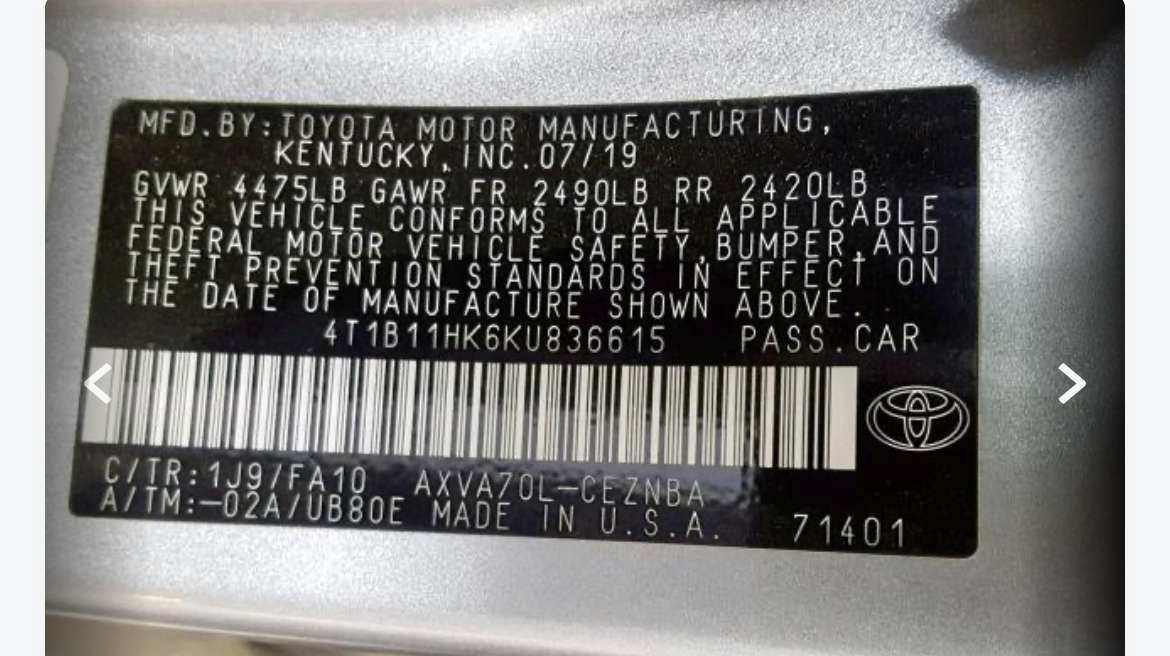 MFD.BY:TOYOTA MOTOR MANUFACTURING,
KENTUCKY,INC.07/19
GVWR 4475LB GAWR FR 2490LB RR 2420LB
THIS VEHICLE CONFORMS TO ALL APPLICABLE
FEDERAL MOTOR VEHICLE SAFETY,BUMPER,AND
THEFT PREVENTION STANDARDS IN EFFECT ON
THE DATE OF MANUFACTURE SHOWN ABOVE.
4T1B11HK6KU836615 PASS.CAR
C/TR:1J9/FA10 AXVA70L-CEZNBA
A/TM:-02A/UB80E MADE IN U.S.A. 71401